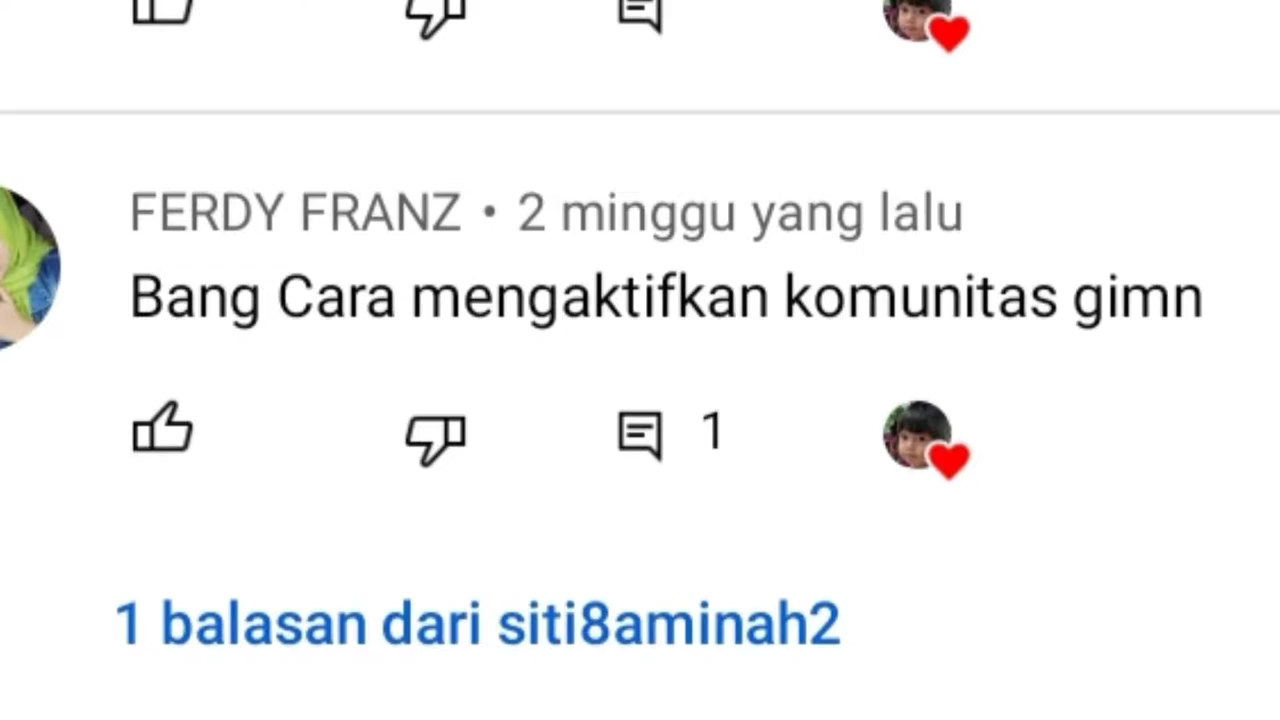 FERDY FRANZ • 2 minggu yang lalu
Bang Cara mengaktifkan komunitas gimn
1
1 balasan dari siti8aminah2